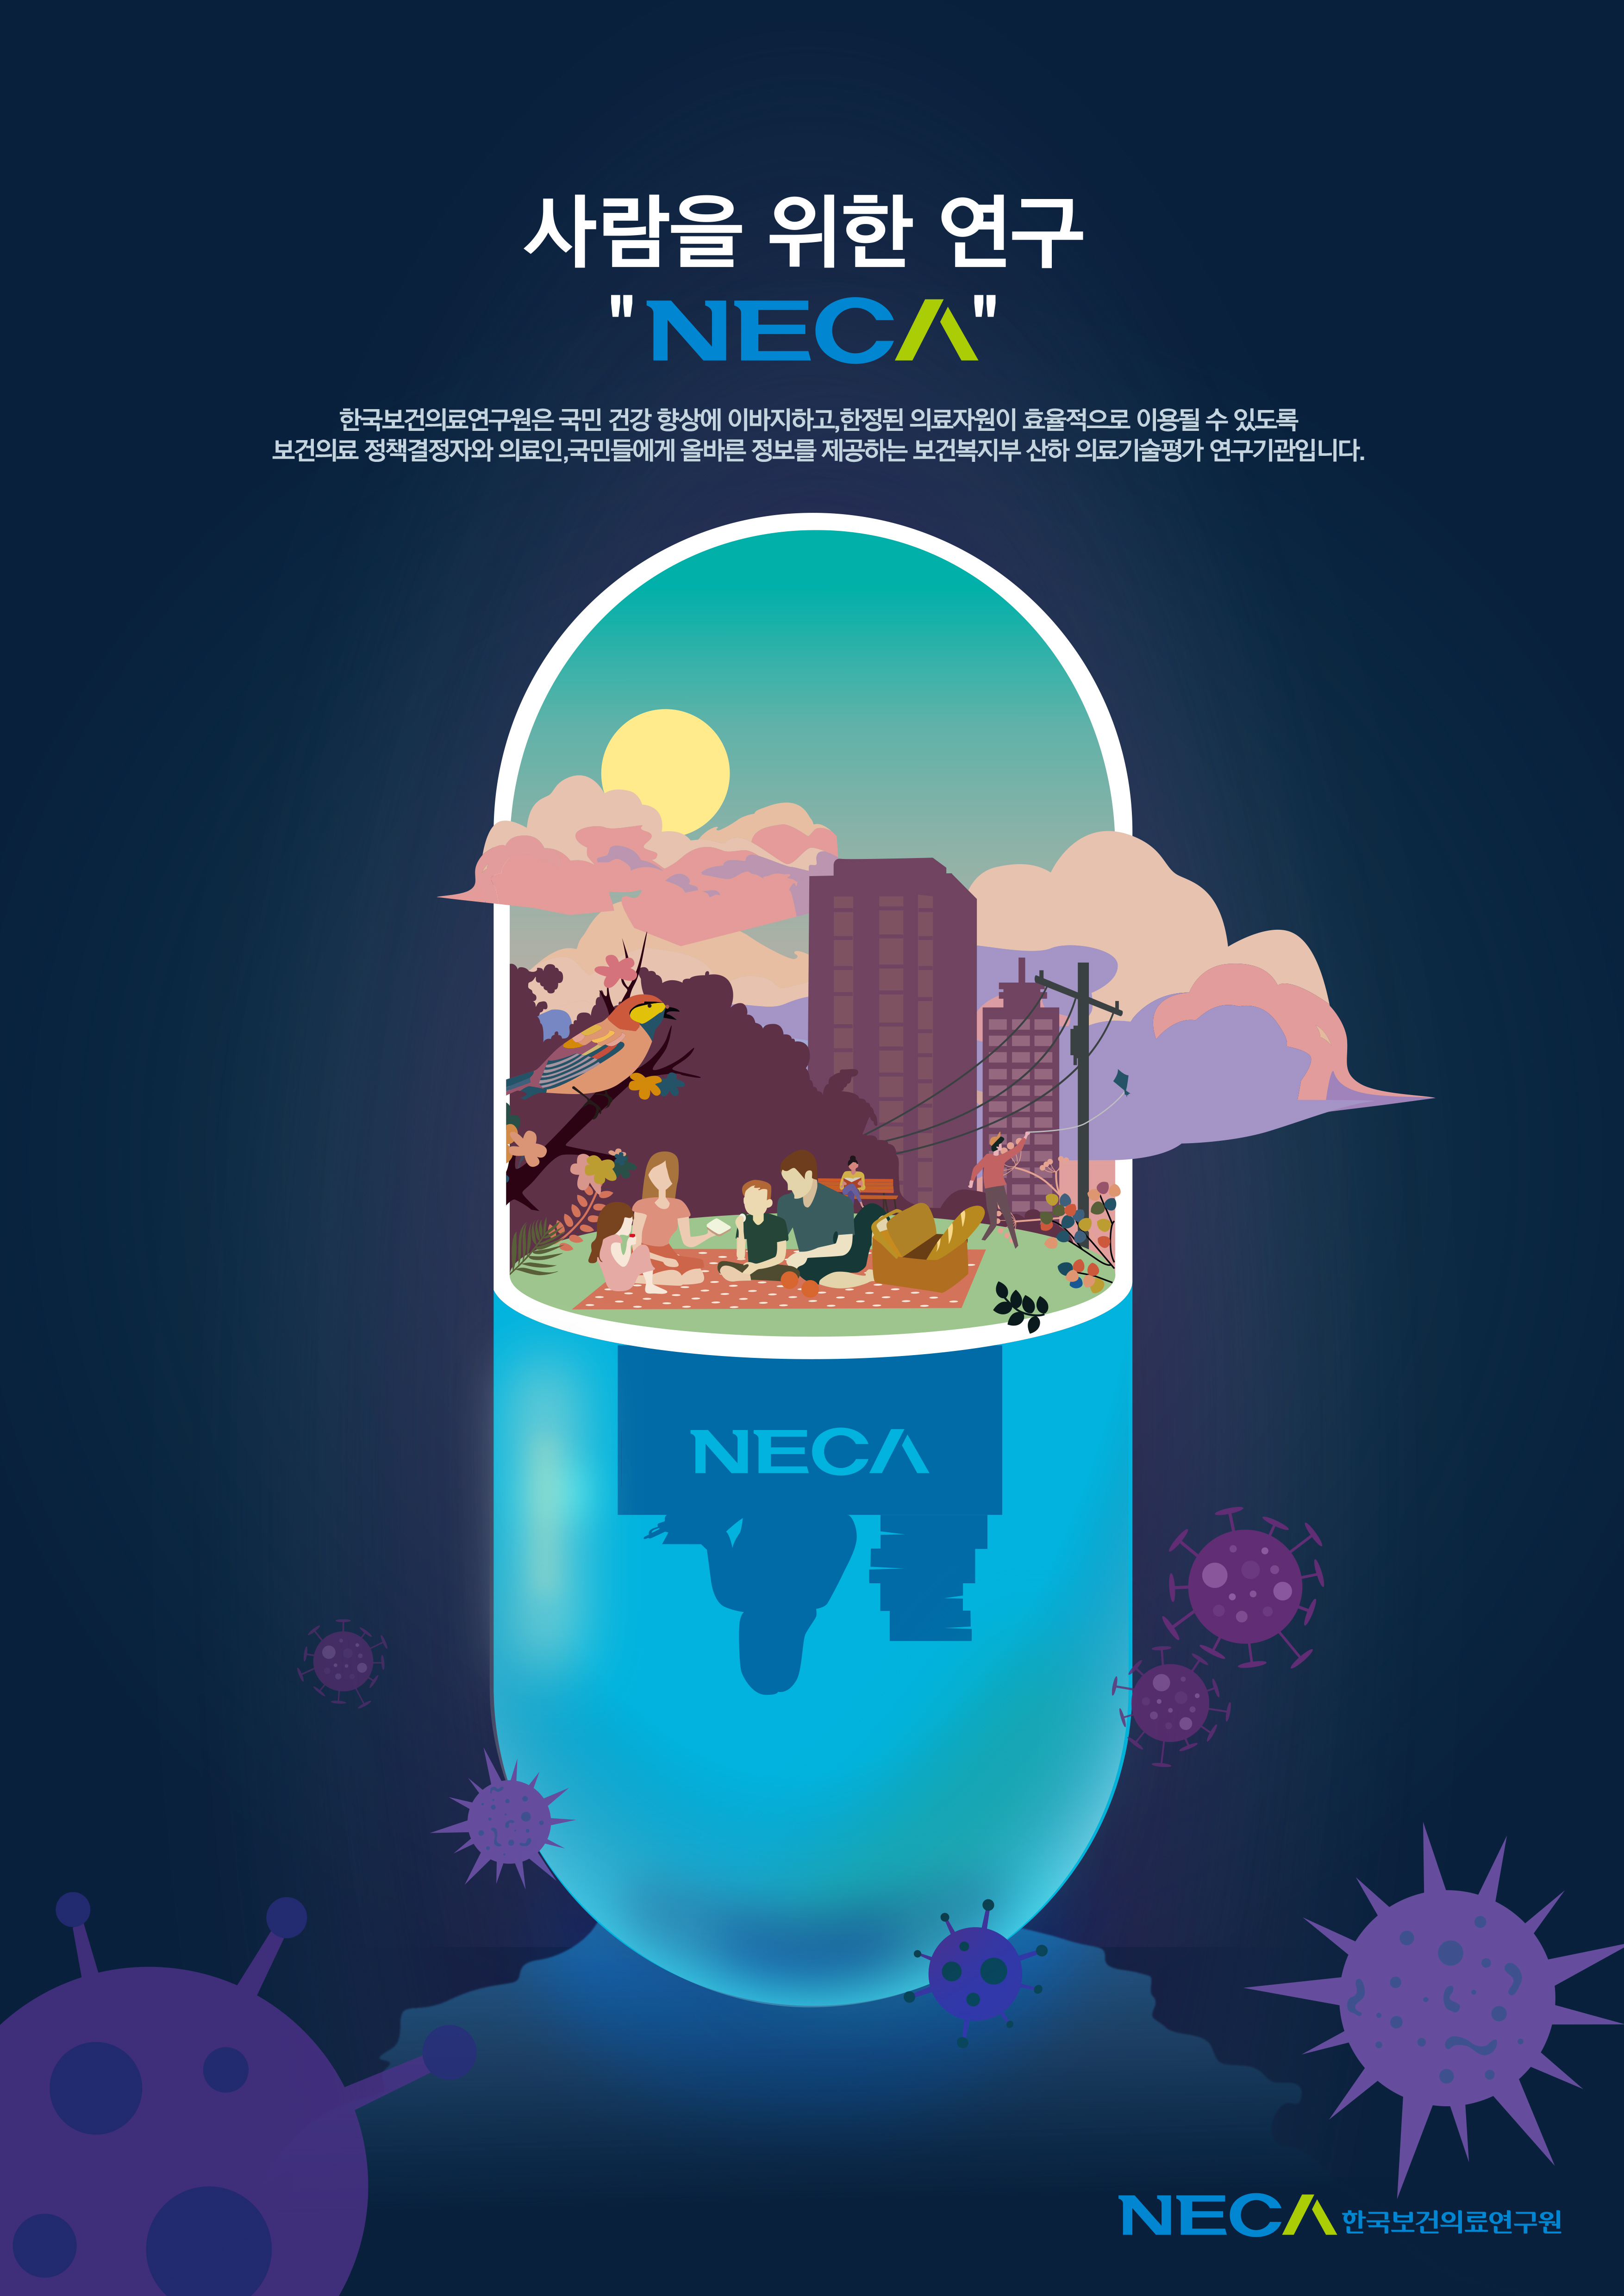 사람을 위한 연구
"NECA"
한국보건의료연구원은 국민 건강 향상에 이바지하고,한정된 의료자원이 효율적으로 이용될 수 있도록
보건의료 정책결정자와 의료인,국민들에게 올바른 정보를 제공하는 보건복지부 산하 의료기술평가 연구기관입니다.
NECA
NECA 한국보건의료연구원